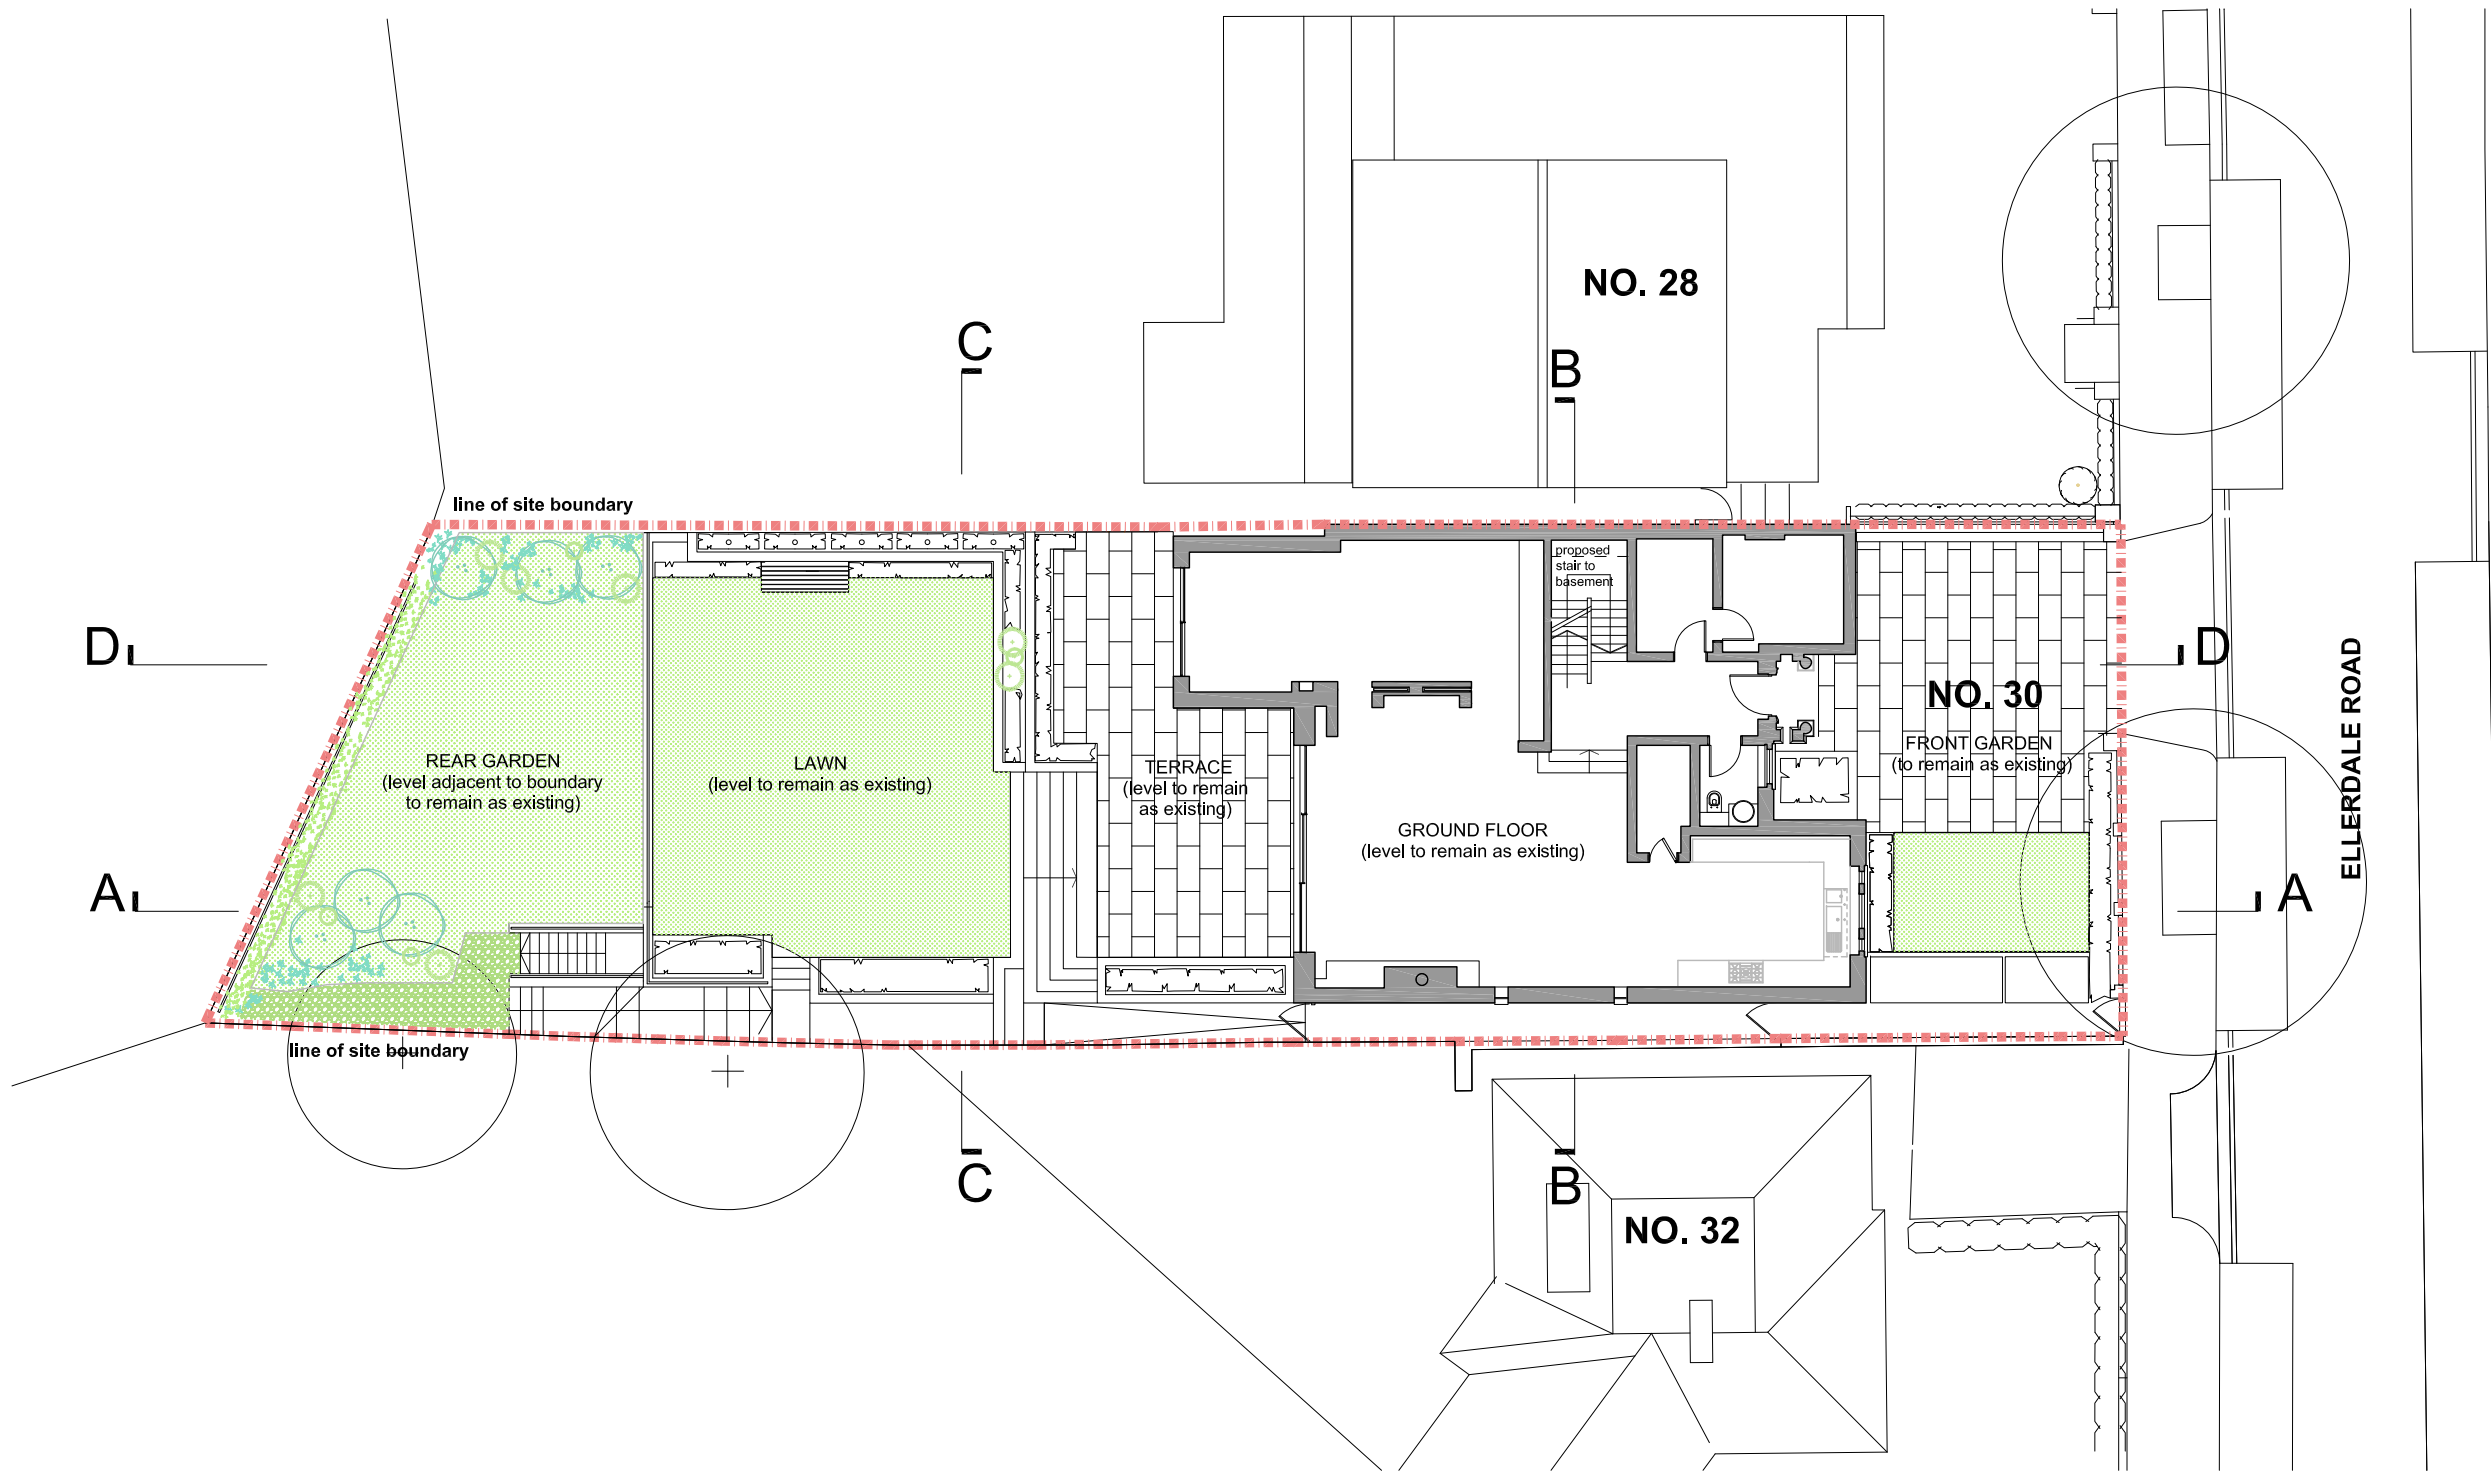 NO. 28
C
B
line of site boundary
proposed
stair to
basement
D
D
ELLERDALE ROAD
NO. 30
FRONT GARDEN
(to remain as existing)
REAR GARDEN
(level adjacent to boundary
to remain as existing)
LAWN
(level to remain as existing)
TERRACE
(level to remain
as existing)
GROUND FLOOR
(level to remain as existing)
A
A
line of site boundary
C
B
NO. 32